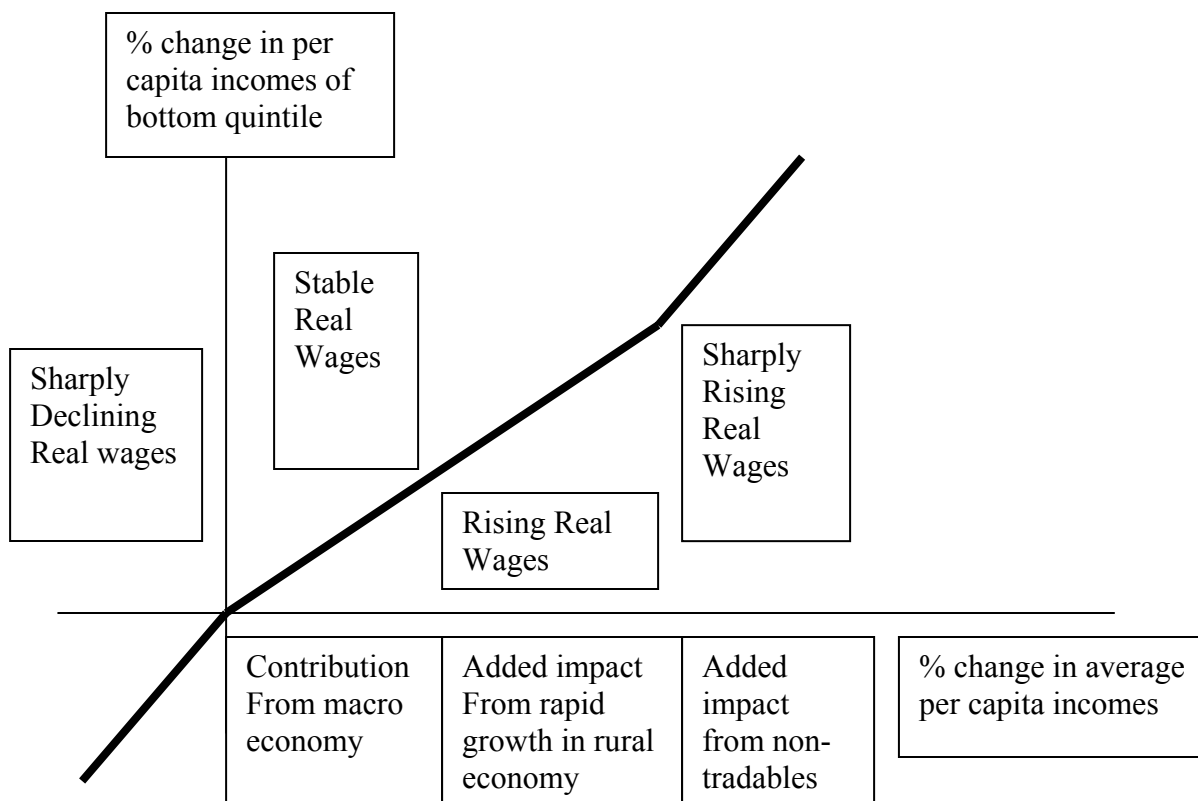 % change in per
capita incomes of
bottom quintile
Stable
Real
Wages
Sharply
Declining
Real wages
Sharply
Rising
Real
Wages
Rising Real
Wages
Contribution
From macro
economy
Added impact
From rapid
growth in rural
economy
Added
impact
from non-
tradables
% change in average
per capita incomes